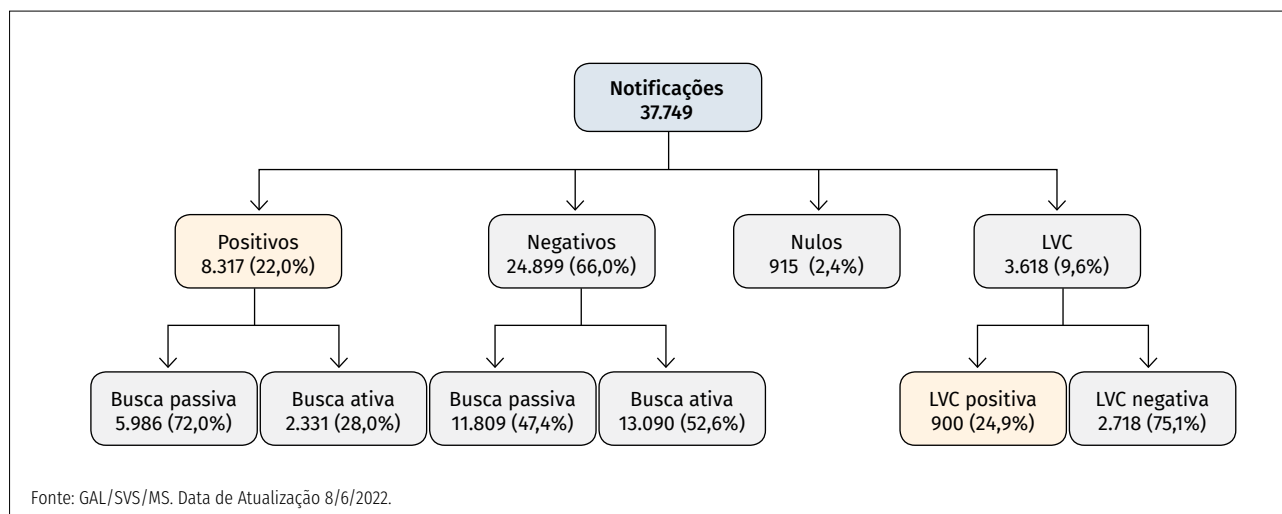 Notificações
37.749
Positivos
8.317 (22,0%)
Negativos
24.899 (66,0%)
Nulos
915 (2,4%)
LVC
3.618 (9,6%)
Busca passiva
5.986 (72,0%)
Busca ativa
2.331 (28,0%)
Busca passiva
11.809 (47,4%)
Busca ativa
13.090 (52,6%)
LVC positiva
900 (24,9%)
LVC negativa
2.718 (75,1%)
Fonte: GAL/SVS/MS. Data de Atualização 8/6/2022.